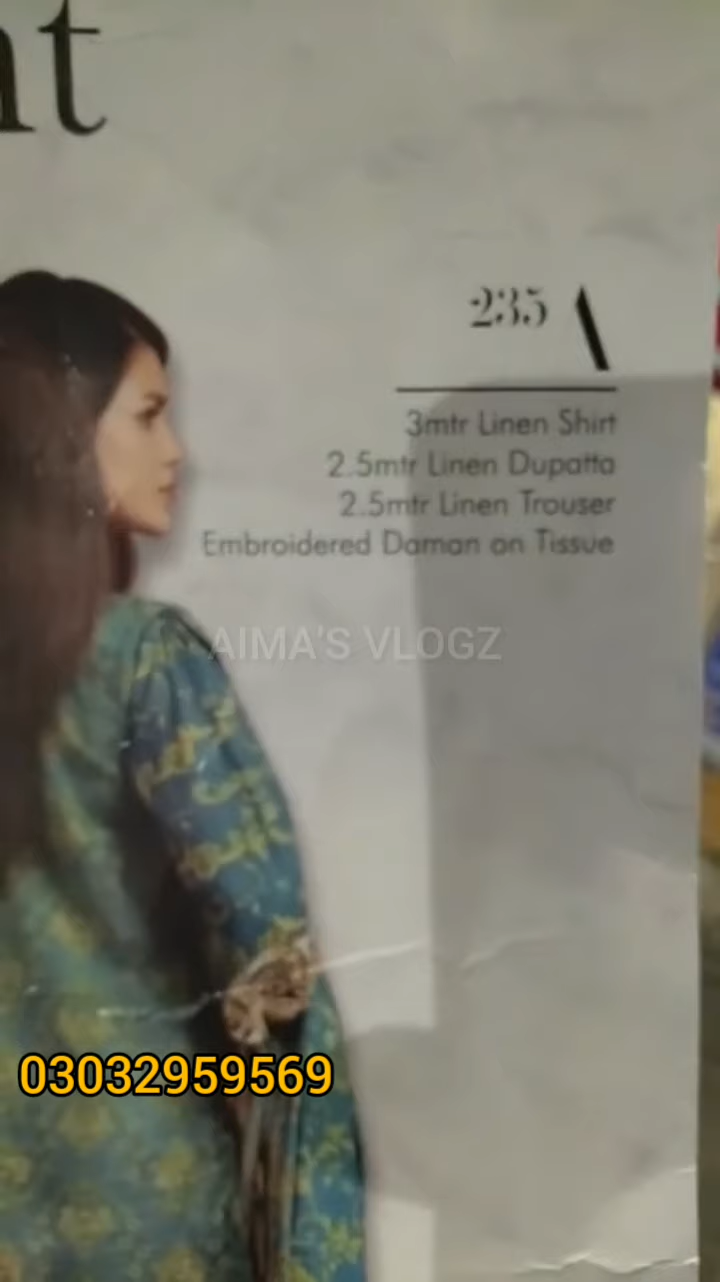 nt
235 A
3mtr Linen Shirt
2.5mtr Linen Dupatta
2.5mtr Linen Trouser
Embroidered Daman on Tissue
AIMA'S VLOGZ
03032959569